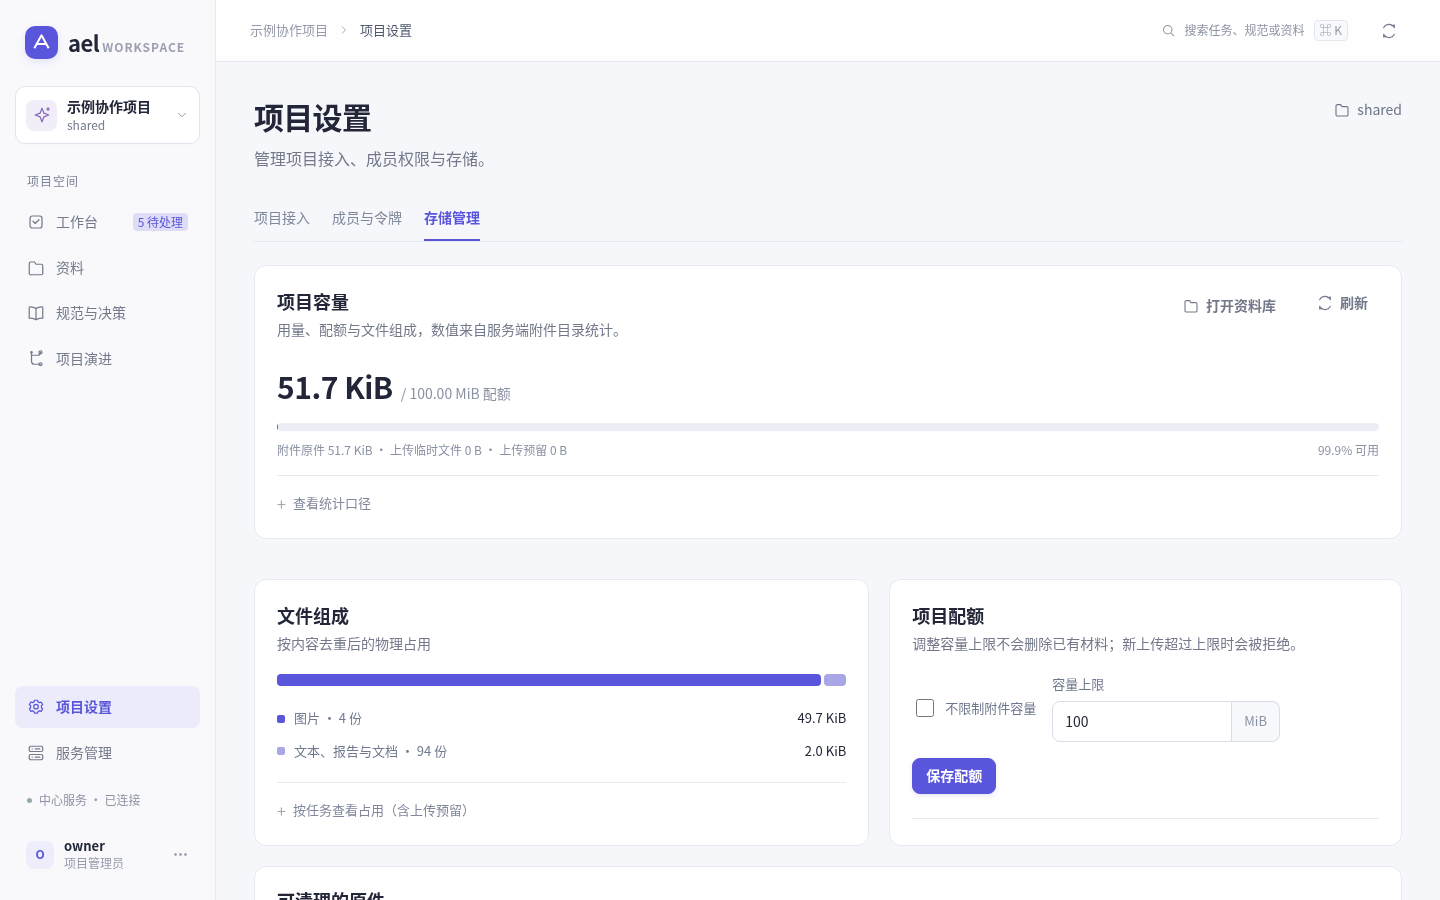 ael WORKSPACE
示例协作项目
shared
项目空间
工作台 5 待处理
资料
规范与决策
项目演进
项目设置
服务管理
中心服务 · 已连接
O
owner
项目管理员
示例协作项目 > 项目设置
搜索任务、规范或资料 ⌘ K
项目设置
shared
管理项目接入、成员权限与存储。
项目接入 成员与令牌 存储管理
项目容量
打开资料库 刷新
用量、配额与文件组成，数值来自服务端附件目录统计。
51.7 KiB / 100.00 MiB 配额
附件原件 51.7 KiB · 上传临时文件 0 B · 上传预留 0 B
99.9% 可用
+ 查看统计口径
文件组成
按内容去重后的物理占用
图片 · 4 份 49.7 KiB
文本、报告与文档 · 94 份 2.0 KiB
+ 按任务查看占用（含上传预留）
项目配额
调整容量上限不会删除已有材料；新上传超过上限时会被拒绝。
容量上限
不限制附件容量
100 MiB
保存配额
可清理的原件